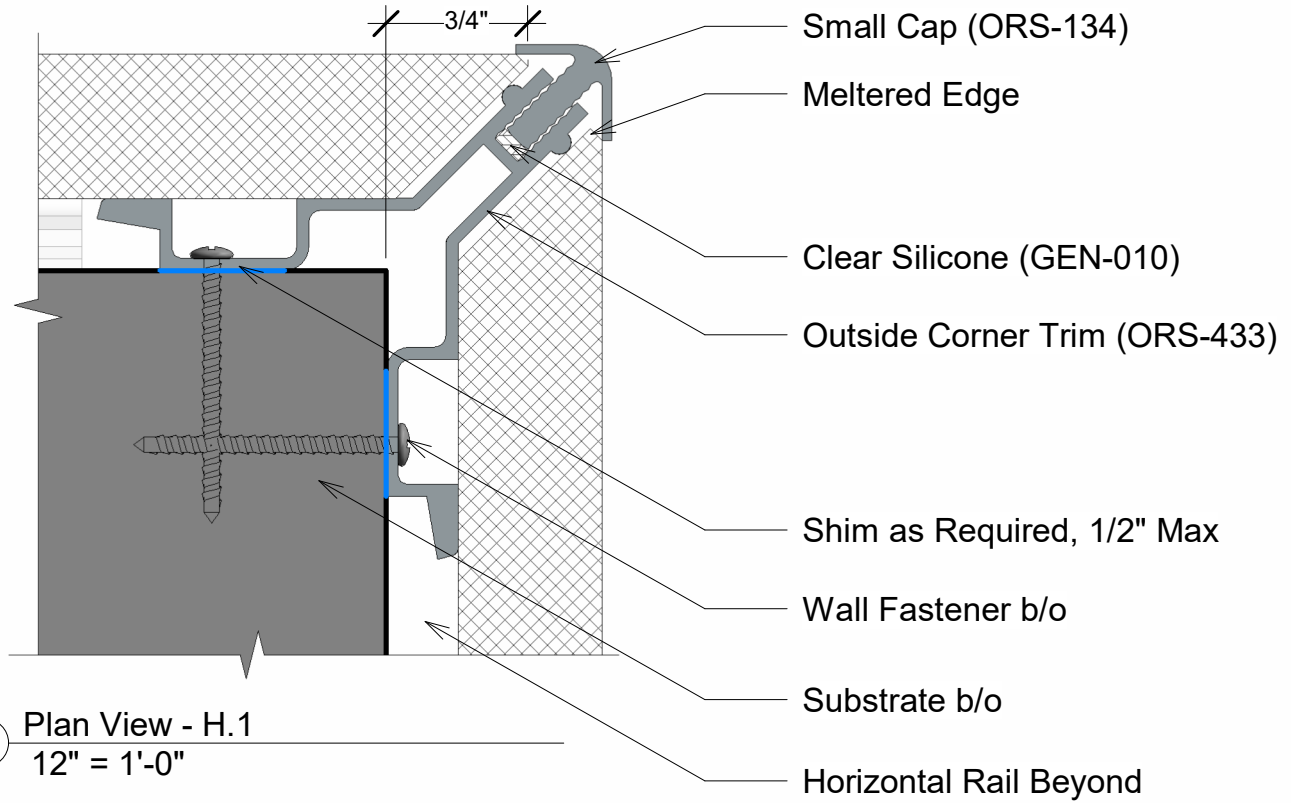 3/4"
Small Cap (ORS-134)
Meltered Edge
Clear Silicone (GEN-010)
Outside Corner Trim (ORS-433)
Shim as Required, 1/2" Max
Wall Fastener b/o
Substrate b/o
Horizontal Rail Beyond
Plan View - H.1
12" = 1'-0"